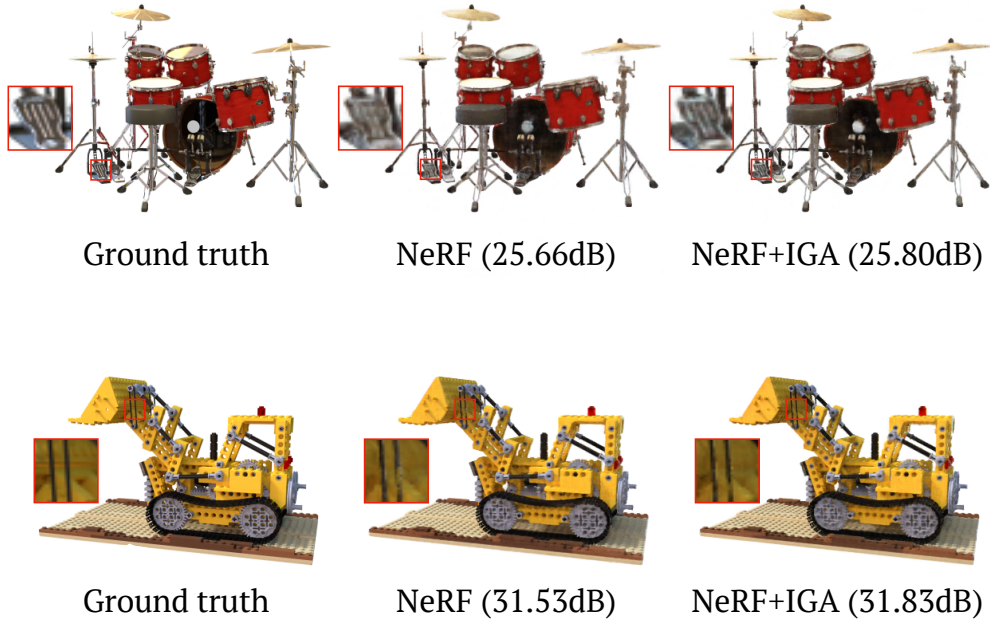 Ground truth
NeRF (25.66dB)
NeRF+IGA (25.80dB)
Ground truth
NeRF (31.53dB)
NeRF+IGA (31.83dB)